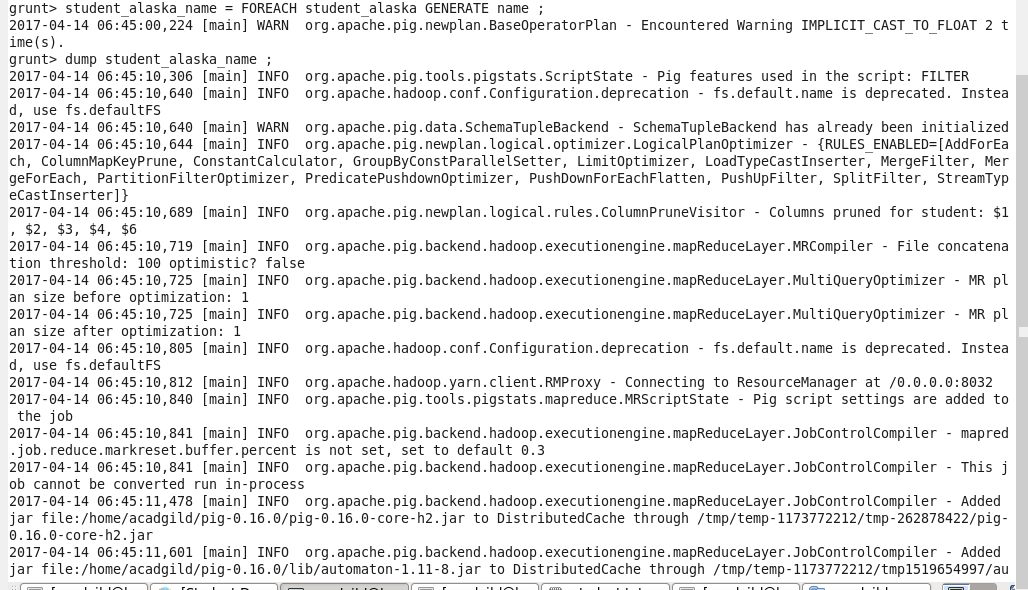 grunt> student_alaska_name = FOREACH student_alaska GENERATE name ;
2017-04-14 06:45:00,224 [main] WARN  org.apache.pig.newplan.BaseOperatorPlan - Encountered Warning IMPLICIT_CAST_TO_FLOAT 2 t
ime(s).
grunt> dump student_alaska_name ;
2017-04-14 06:45:10,306 [main] INFO  org.apache.pig.tools.pigstats.ScriptState - Pig features used in the script: FILTER
2017-04-14 06:45:10,640 [main] INFO  org.apache.hadoop.conf.Configuration.deprecation - fs.default.name is deprecated. Instea
d, use fs.defaultFS
2017-04-14 06:45:10,640 [main] WARN  org.apache.pig.data.SchemaTupleBackend - SchemaTupleBackend has already been initialized
2017-04-14 06:45:10,644 [main] INFO  org.apache.pig.newplan.logical.optimizer.LogicalPlanOptimizer - {RULES_ENABLED=[AddForEa
ch, ColumnMapKeyPrune, ConstantCalculator, GroupByConstParallelSetter, LimitOptimizer, LoadTypeCastInserter, MergeFilter, Mer
geForEach, PartitionFilterOptimizer, PredicatePushdownOptimizer, PushDownForEachFlatten, PushUpFilter, SplitFilter, StreamTyp
eCastInserter]}
2017-04-14 06:45:10,689 [main] INFO  org.apache.pig.newplan.logical.rules.ColumnPruneVisitor - Columns pruned for student: $1
, $2, $3, $4, $6
2017-04-14 06:45:10,719 [main] INFO  org.apache.pig.backend.hadoop.executionengine.mapReduceLayer.MRCompiler - File concatena
tion threshold: 100 optimistic? false
2017-04-14 06:45:10,725 [main] INFO  org.apache.pig.backend.hadoop.executionengine.mapReduceLayer.MultiQueryOptimizer - MR pl
an size before optimization: 1
2017-04-14 06:45:10,725 [main] INFO  org.apache.pig.backend.hadoop.executionengine.mapReduceLayer.MultiQueryOptimizer - MR pl
an size after optimization: 1
2017-04-14 06:45:10,805 [main] INFO  org.apache.hadoop.conf.Configuration.deprecation - fs.default.name is deprecated. Instea
d, use fs.defaultFS
2017-04-14 06:45:10,812 [main] INFO  org.apache.hadoop.yarn.client.RMProxy - Connecting to ResourceManager at /0.0.0.0:8032
2017-04-14 06:45:10,840 [main] INFO  org.apache.pig.tools.pigstats.mapreduce.MRScriptState - Pig script settings are added to
 the job
2017-04-14 06:45:10,841 [main] INFO  org.apache.pig.backend.hadoop.executionengine.mapReduceLayer.JobControlCompiler - mapred
.job.reduce.markreset.buffer.percent is not set, set to default 0.3
2017-04-14 06:45:10,841 [main] INFO  org.apache.pig.backend.hadoop.executionengine.mapReduceLayer.JobControlCompiler - This j
ob cannot be converted run in-process
2017-04-14 06:45:11,478 [main] INFO  org.apache.pig.backend.hadoop.executionengine.mapReduceLayer.JobControlCompiler - Added
jar file:/home/acadgild/pig-0.16.0/pig-0.16.0-core-h2.jar to DistributedCache through /tmp/temp-1173772212/tmp-262878422/pig-
0.16.0-core-h2.jar
2017-04-14 06:45:11,601 [main] INFO  org.apache.pig.backend.hadoop.executionengine.mapReduceLayer.JobControlCompiler - Added
jar file:/home/acadgild/pig-0.16.0/lib/automaton-1.11-8.jar to DistributedCache through /tmp/temp-1173772212/tmp1519654997/au